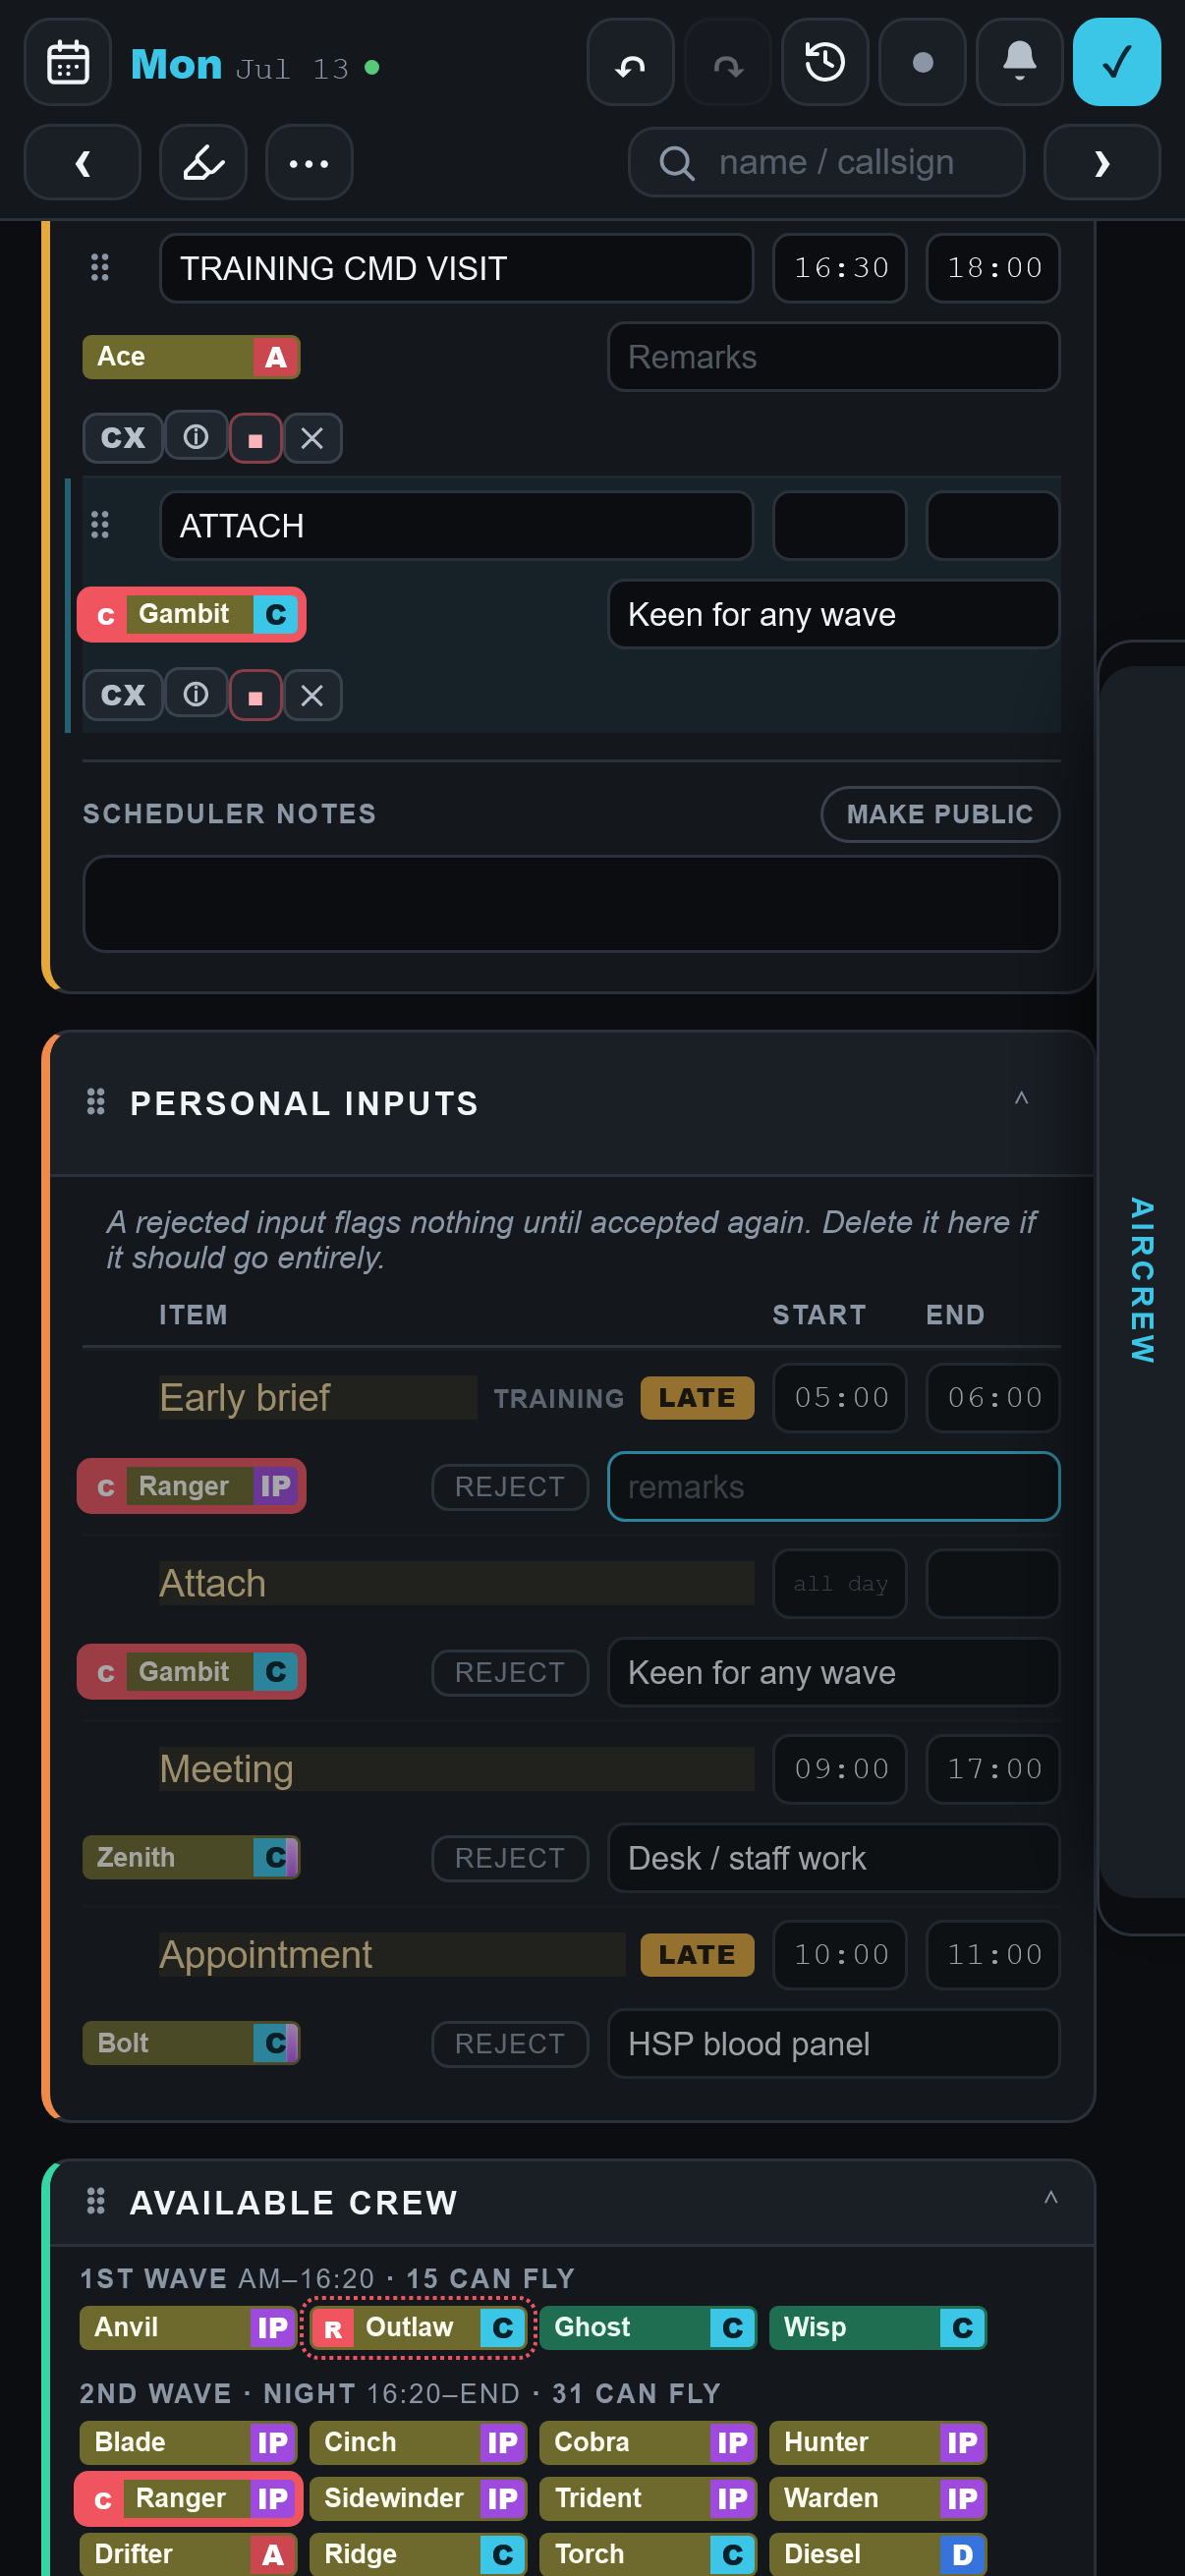 Mon Jul 13
name / callsign
TRAINING CMD VISIT 16:30 18:00
Ace A Remarks
CX
ATTACH
c Gambit C Keen for any wave
CX
SCHEDULER NOTES MAKE PUBLIC
PERSONAL INPUTS
A rejected input flags nothing until accepted again. Delete it here if
it should go entirely.
ITEM START END
Early brief TRAINING LATE 05:00 06:00
c Ranger IP REJECT remarks
Attach all day
c Gambit C REJECT Keen for any wave
Meeting 09:00 17:00
Zenith C REJECT Desk / staff work
Appointment LATE 10:00 11:00
Bolt C REJECT HSP blood panel
AIRCREW
AVAILABLE CREW
1ST WAVE AM–16:20 · 15 CAN FLY
Anvil IP R Outlaw C Ghost C Wisp C
2ND WAVE · NIGHT 16:20–END · 31 CAN FLY
Blade IP Cinch IP Cobra IP Hunter IP
c Ranger IP Sidewinder IP Trident IP Warden IP
Drifter A Ridge C Torch C Diesel D